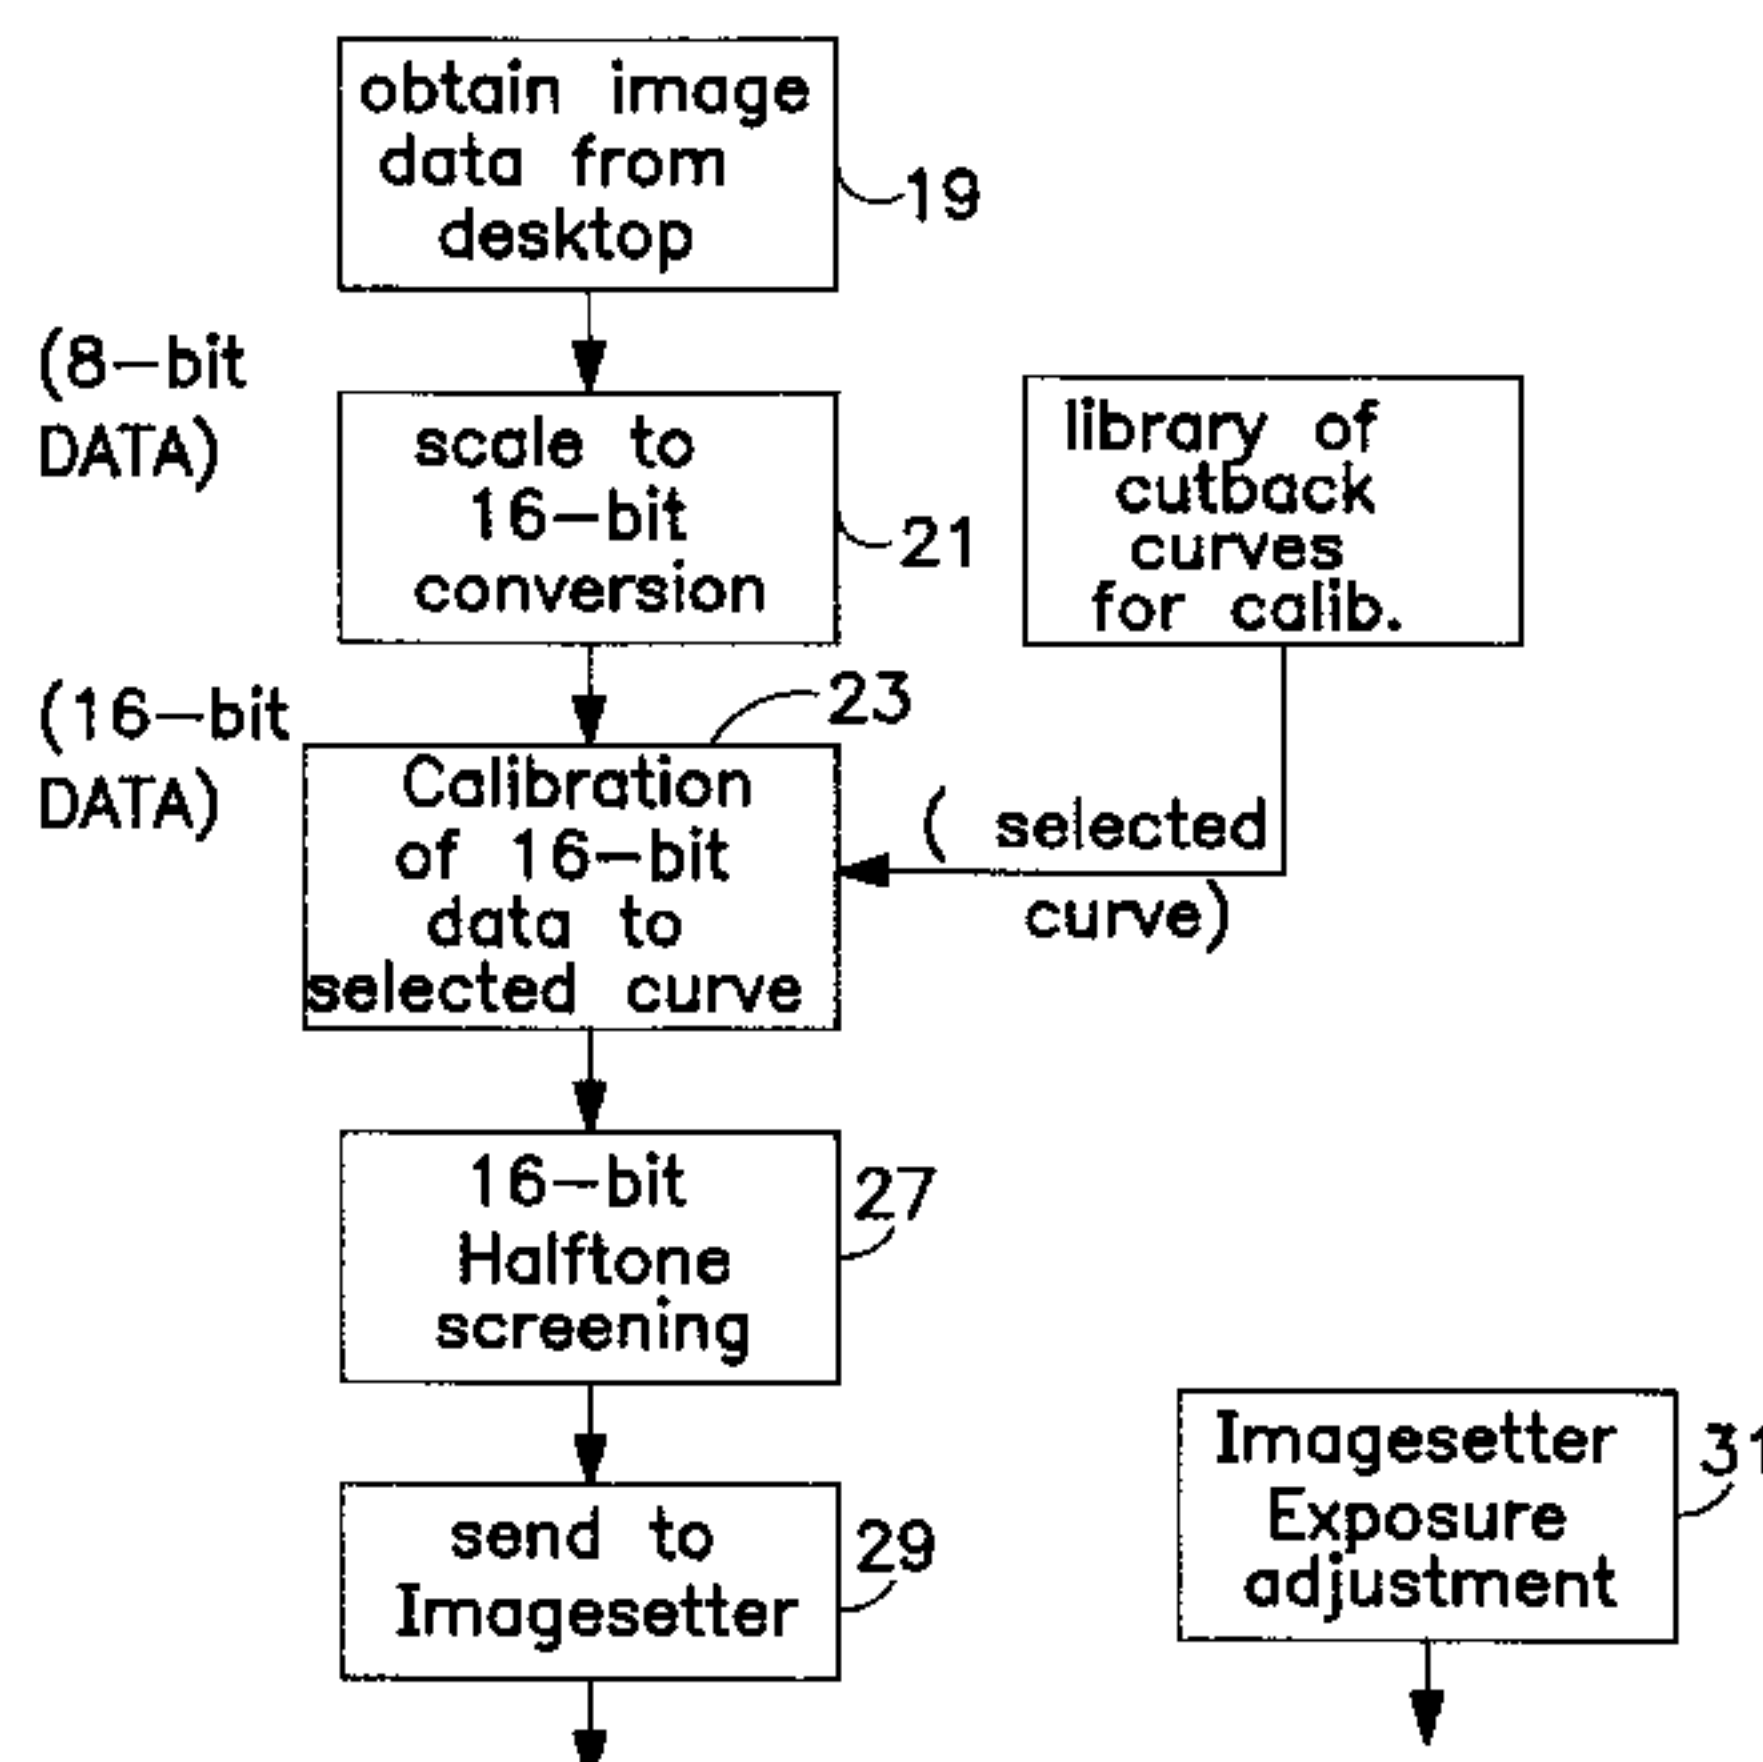 obtain image
data from
desktop
19
(8-bit
DATA)
scale to
16-bit
conversion
21
library of
cutback
curves
for calib.
(16-bit
DATA)
23
Calibration
of 16-bit
data to
selected curve
( selected
curve)
16-bit
Halftone
screening
27
send to
Imagesetter
29
Imagesetter
Exposure
adjustment
31